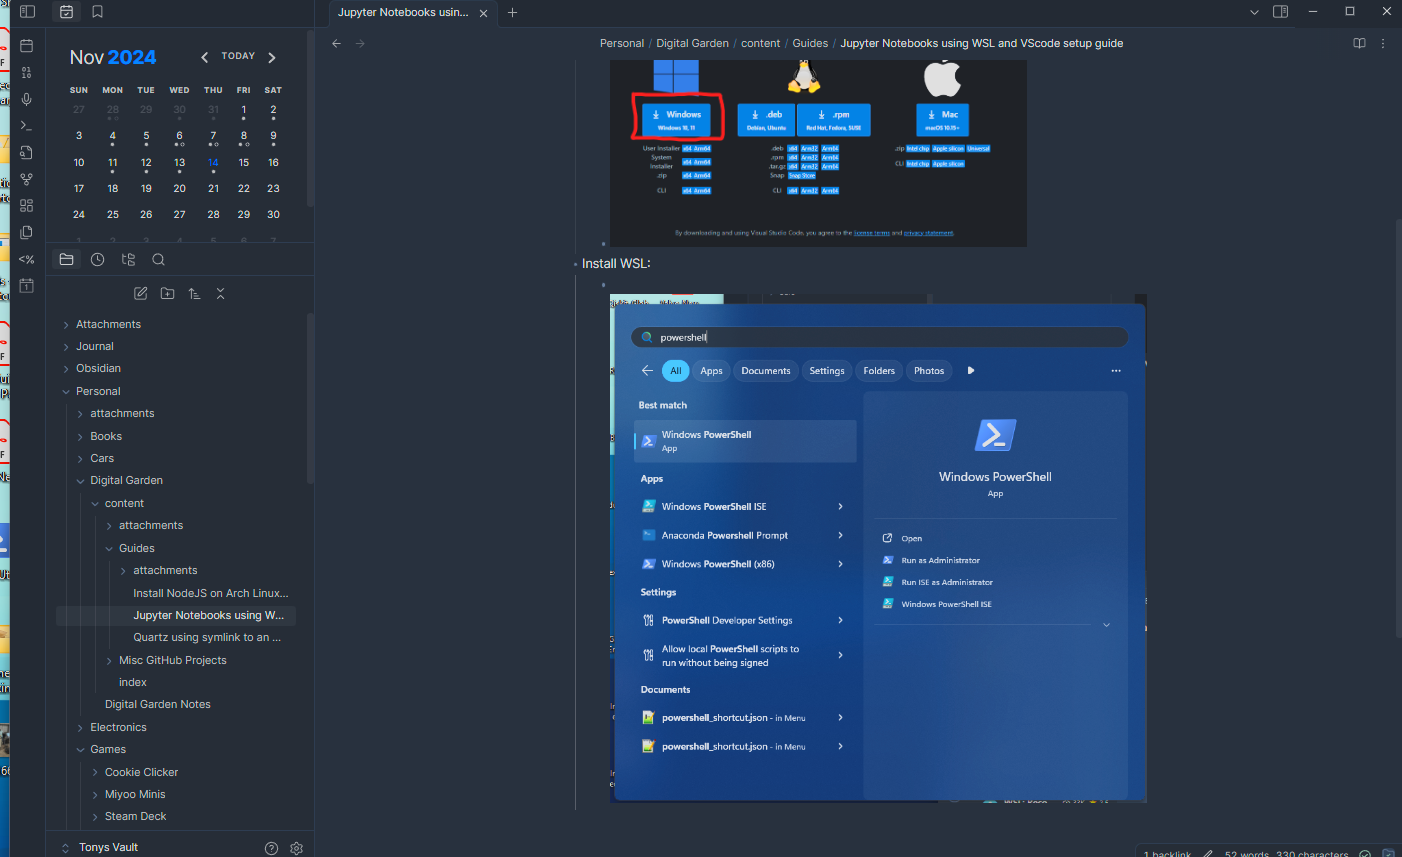 Jupyter Notebooks usin...
Nov 2024
TODAY
SUN MON TUE WED THU FRI SAT
27 28 29 30 31 1 2
3 4 5 6 7 8 9
10 11 12 13 14 15 16
17 18 19 20 21 22 23
24 25 26 27 28 29 30
1 2 3 4 5 6 7
Attachments
Journal
Obsidian
Personal
attachments
Books
Cars
Digital Garden
content
attachments
Guides
attachments
Install NodeJS on Arch Linux...
Jupyter Notebooks using W...
Quartz using symlink to an ...
Misc GitHub Projects
index
Digital Garden Notes
Electronics
Games
Cookie Clicker
Miyoo Minis
Steam Deck
Tonys Vault
Personal / Digital Garden / content / Guides / Jupyter Notebooks using WSL and VScode setup guide
Windows
Windows 10, 11
.deb
Debian, Ubuntu
.rpm
Red Hat, Fedora, SUSE
Mac
macOS 10.15+
User Installer x64 Arm64
System Installer x64 Arm64
.zip x64 Arm64
CLI x64 Arm64
.deb x64 Arm32 Arm64
.rpm x64 Arm32 Arm64
.tar.gz x64 Arm32 Arm64
Snap Snap Store
CLI x64 Arm32 Arm64
.zip Intel chip Apple silicon Universal
CLI Intel chip Apple silicon
By downloading and using Visual Studio Code, you agree to the license terms and privacy statement.
Install WSL:
powershell
All Apps Documents Settings Folders Photos
Best match
Windows PowerShell
App
Apps
Windows PowerShell ISE
Anaconda Powershell Prompt
Windows PowerShell (x86)
Settings
PowerShell Developer Settings
Allow local PowerShell scripts to
run without being signed
Documents
powershell_shortcut.json - in Menu
powershell_shortcut.json - in Menu
Windows PowerShell
App
Open
Run as Administrator
Run ISE as Administrator
Windows PowerShell ISE
1 backlink 52 words 330 characters